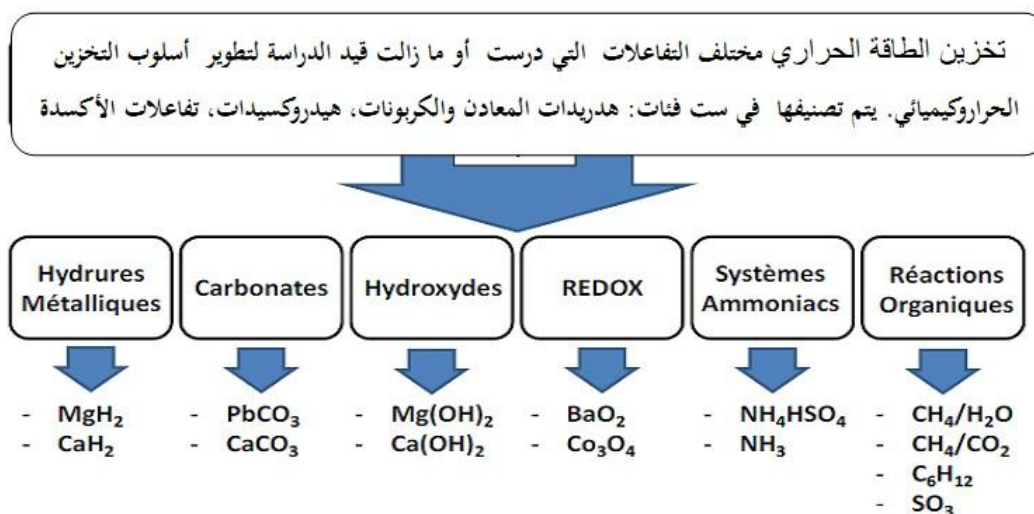 تخزين الطاقة الحراري مختلف التفاعلات التي درست أو ما زالت قيد الدراسة لتطوير أسلوب التخزين
الحراروكيميائي. يتم تصنيفها في ست فئات: هدريدات المعادن والكربونات، هيدروكسيدات، تفاعلات الأكسدة
Hydrures
Métalliques
Carbonates
Hydroxydes
REDOX
Systèmes
Ammoniacs
Réactions
Organiques
- MgH₂
- CaH₂
- PbCO₃
- CaCO₃
- Mg(OH)₂
- Ca(OH)₂
- BaO₂
- Co₃O₄
- NH₄HSO₄
- NH₃
- CH₄/H₂O
- CH₄/CO₂
- C₆H₁₂
- SO₃